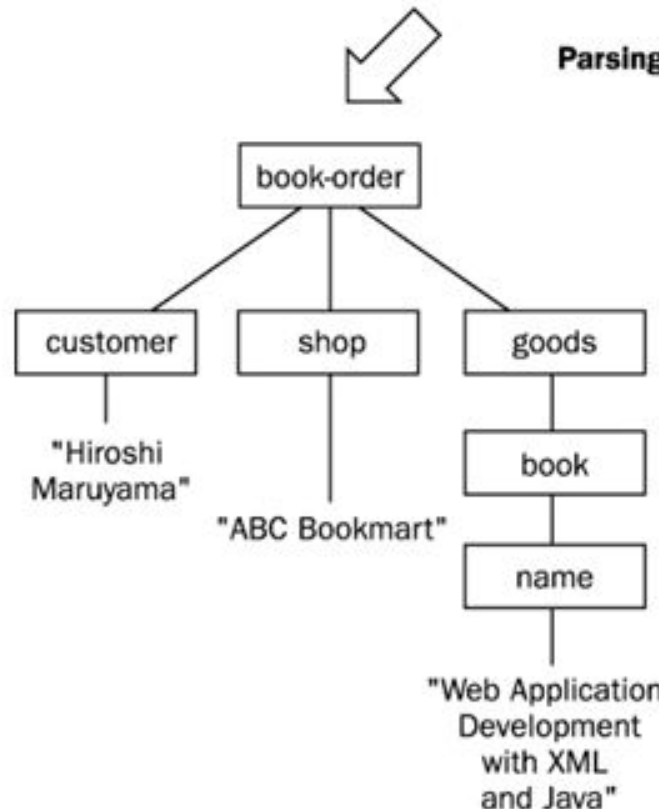 Parsing
book-order
customer
shop
goods
"Hiroshi
Maruyama"
book
"ABC Bookmart"
name
"Web Application
Development
with XML
and Java"